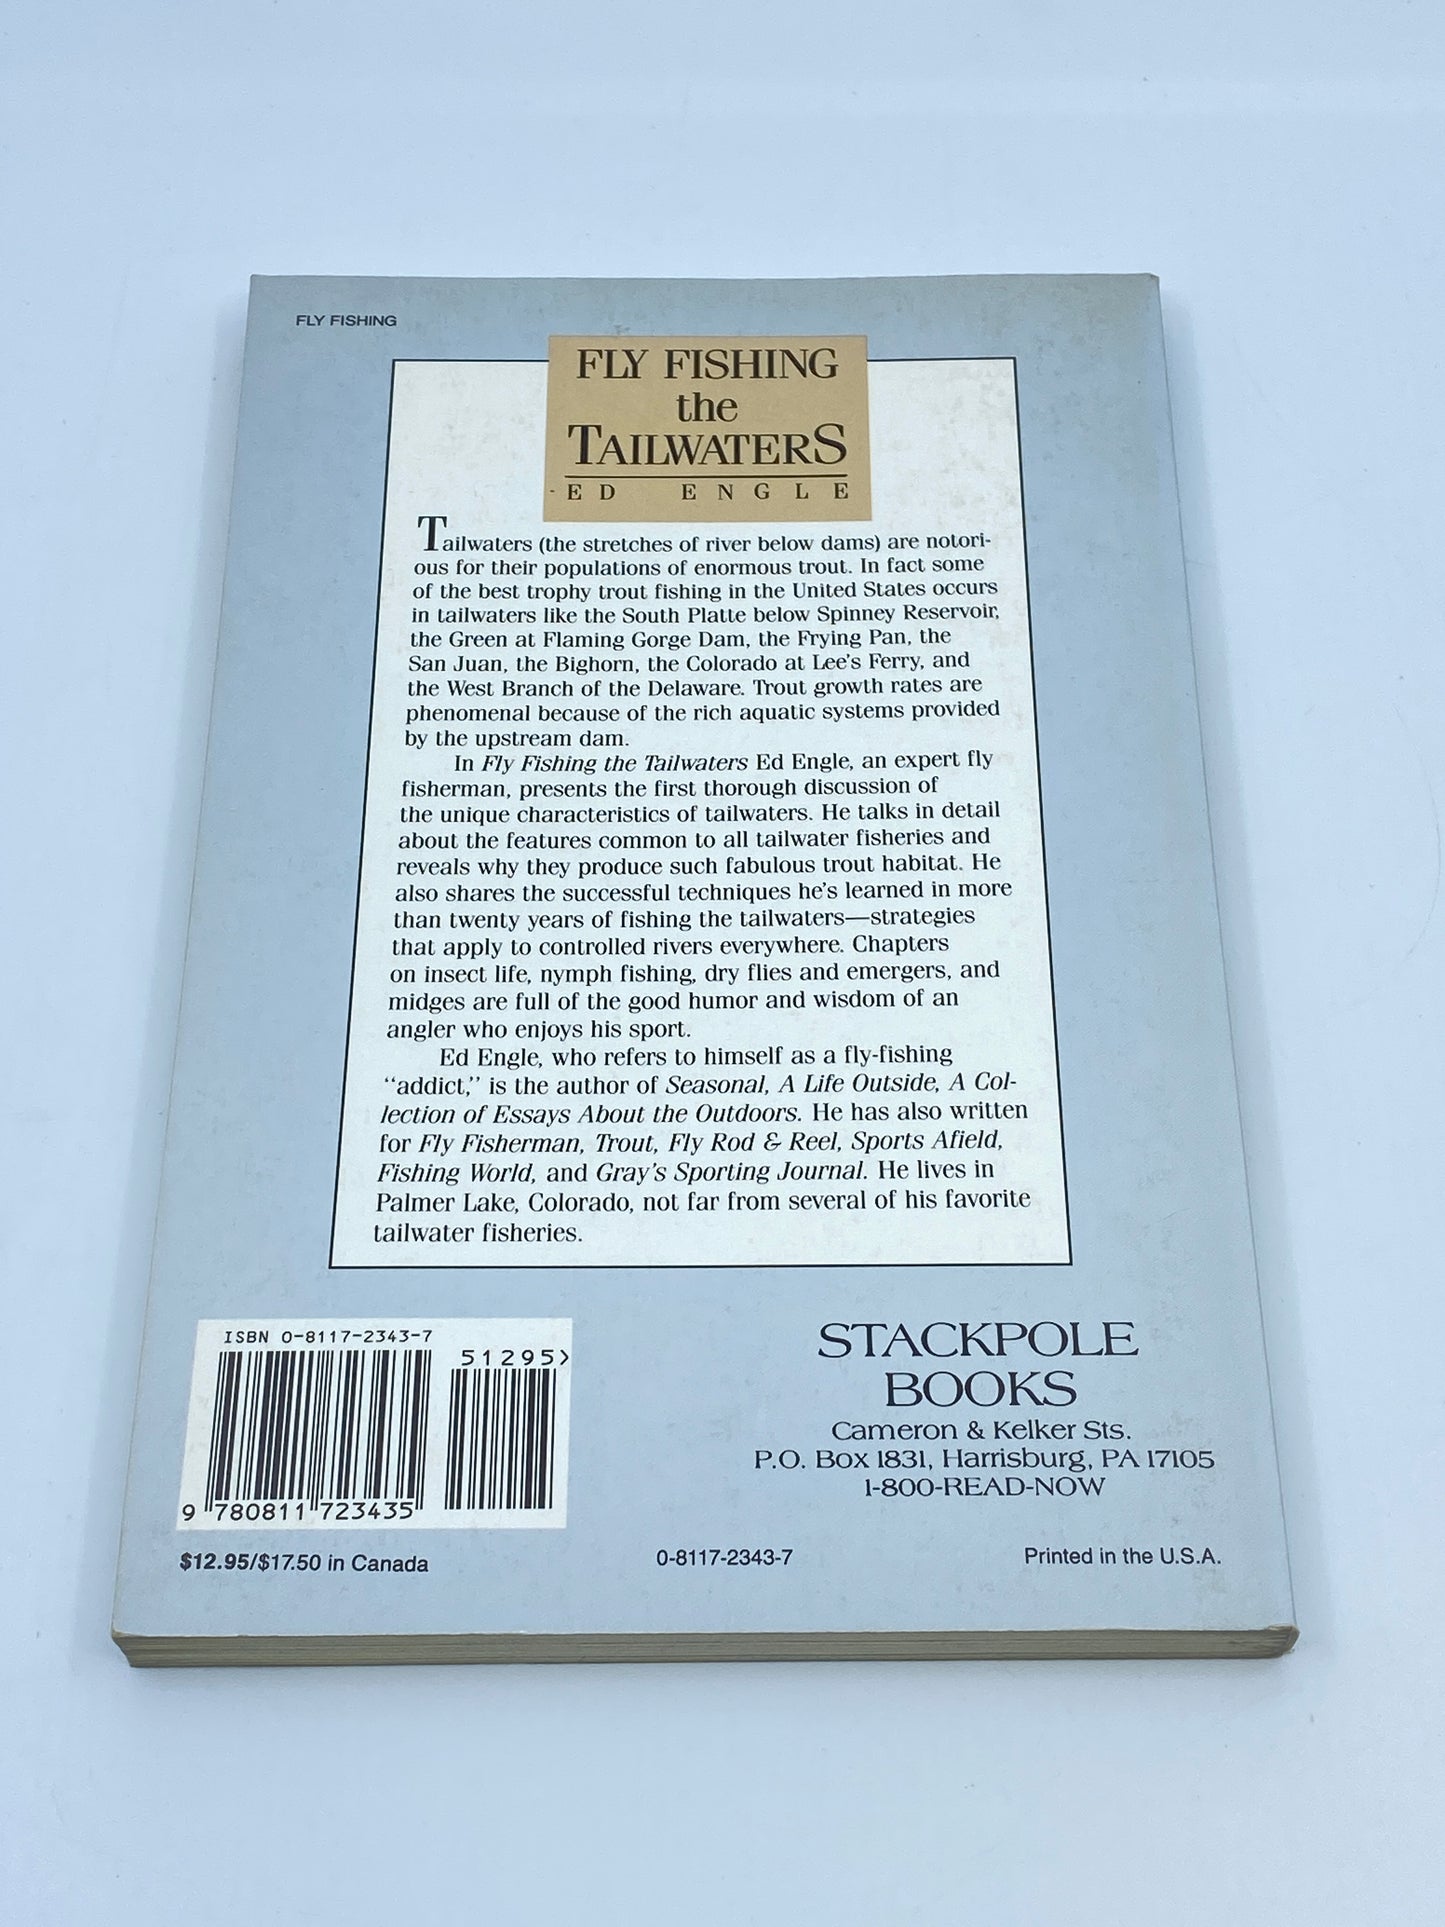 FLY FISHING
FLY FISHING
the
TAILWATERS
ED ENGLE
Tailwaters (the stretches of river below dams) are notori-
ous for their populations of enormous trout. In fact some
of the best trophy trout fishing in the United States occurs
in tailwaters like the South Platte below Spinney Reservoir,
the Green at Flaming Gorge Dam, the Frying Pan, the
San Juan, the Bighorn, the Colorado at Lee's Ferry, and
the West Branch of the Delaware. Trout growth rates are
phenomenal because of the rich aquatic systems provided
by the upstream dam.
In Fly Fishing the Tailwaters Ed Engle, an expert fly
fisherman, presents the first thorough discussion of
the unique characteristics of tailwaters. He talks in detail
about the features common to all tailwater fisheries and
reveals why they produce such fabulous trout habitat. He
also shares the successful techniques he's learned in more
than twenty years of fishing the tailwaters—strategies
that apply to controlled rivers everywhere. Chapters
on insect life, nymph fishing, dry flies and emergers, and
midges are full of the good humor and wisdom of an
angler who enjoys his sport.
Ed Engle, who refers to himself as a fly-fishing
"addict," is the author of Seasonal, A Life Outside, A Col-
lection of Essays About the Outdoors. He has also written
for Fly Fisherman, Trout, Fly Rod & Reel, Sports Afield,
Fishing World, and Gray's Sporting Journal. He lives in
Palmer Lake, Colorado, not far from several of his favorite
tailwater fisheries.
ISBN 0-8117-2343-7
51295>
9 780811 723435
STACKPOLE
BOOKS
Cameron & Kelker Sts.
P.O. Box 1831, Harrisburg, PA 17105
1-800-READ-NOW
$12.95/$17.50 in Canada
0-8117-2343-7
Printed in the U.S.A.